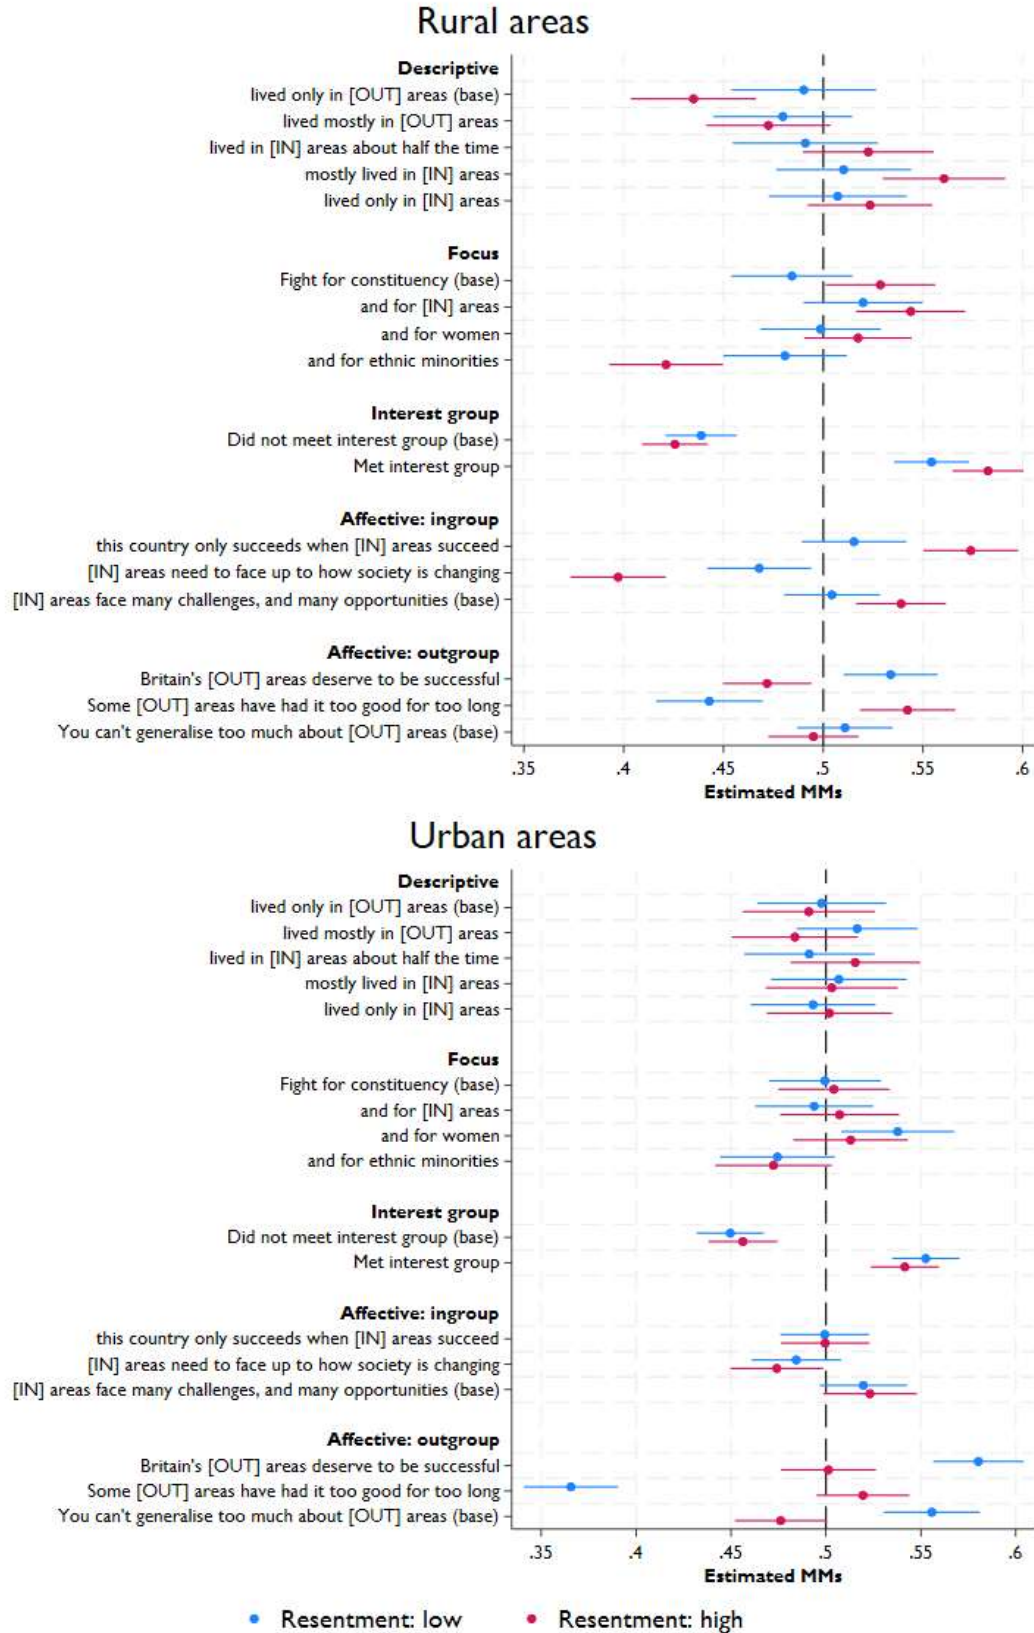 Rural areas
Descriptive
lived only in [OUT] areas (base)
lived mostly in [OUT] areas
lived in [IN] areas about half the time
mostly lived in [IN] areas
lived only in [IN] areas
Focus
Fight for constituency (base)
and for [IN] areas
and for women
and for ethnic minorities
Interest group
Did not meet interest group (base)
Met interest group
Affective: ingroup
this country only succeeds when [IN] areas succeed
[IN] areas need to face up to how society is changing
[IN] areas face many challenges, and many opportunities (base)
Affective: outgroup
Britain's [OUT] areas deserve to be successful
Some [OUT] areas have had it too good for too long
You can't generalise too much about [OUT] areas (base)
.35 .4 .45 .5 .55 .6
Estimated MMs
Urban areas
Descriptive
lived only in [OUT] areas (base)
lived mostly in [OUT] areas
lived in [IN] areas about half the time
mostly lived in [IN] areas
lived only in [IN] areas
Focus
Fight for constituency (base)
and for [IN] areas
and for women
and for ethnic minorities
Interest group
Did not meet interest group (base)
Met interest group
Affective: ingroup
this country only succeeds when [IN] areas succeed
[IN] areas need to face up to how society is changing
[IN] areas face many challenges, and many opportunities (base)
Affective: outgroup
Britain's [OUT] areas deserve to be successful
Some [OUT] areas have had it too good for too long
You can't generalise too much about [OUT] areas (base)
.35 .4 .45 .5 .55 .6
Estimated MMs
Resentment: low Resentment: high